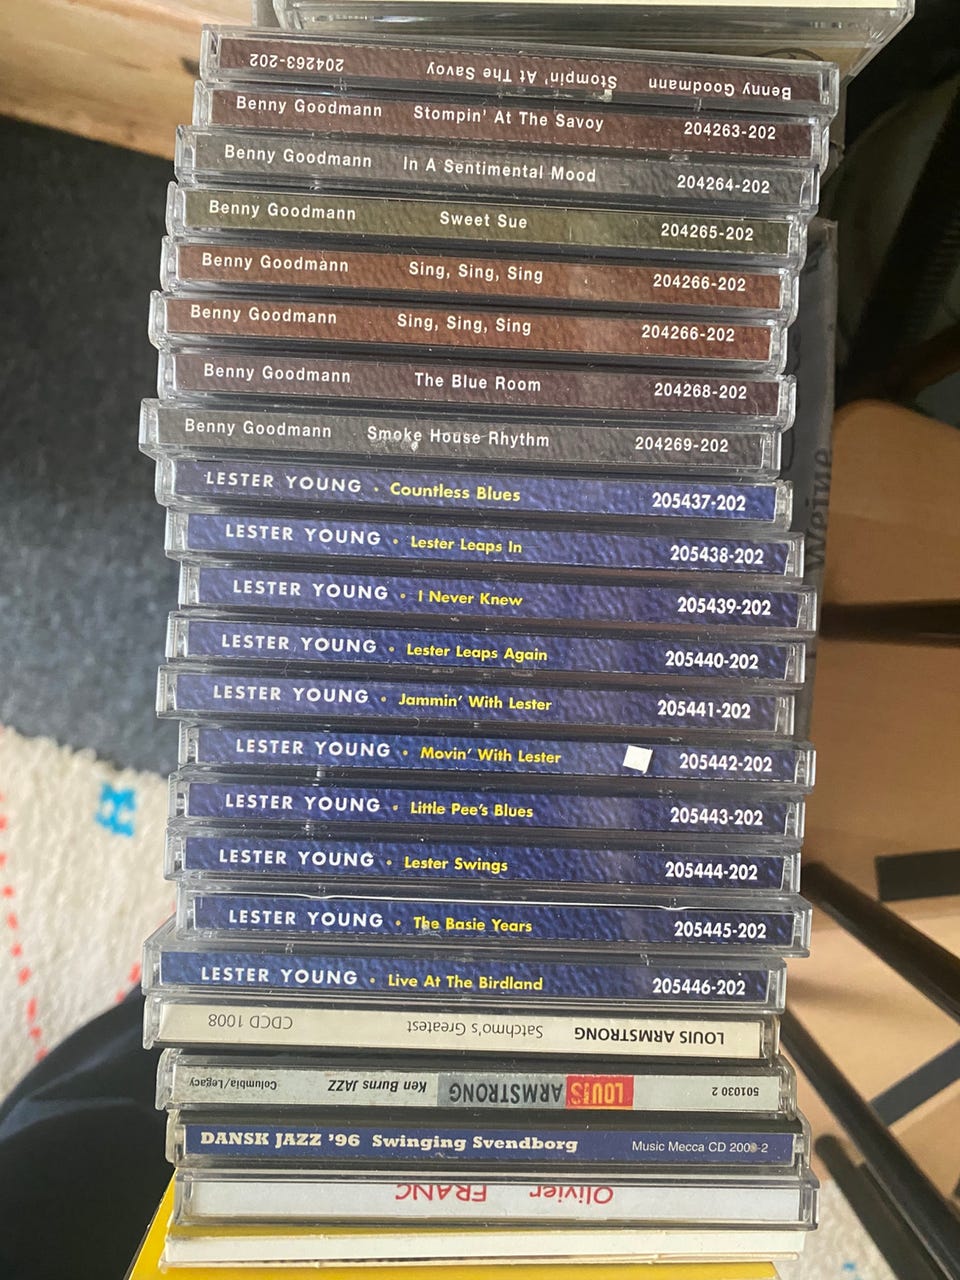 Benny Goodmann Stompin' At The Savoy 204263-202
Benny Goodmann Stompin' At The Savoy 204263-202
Benny Goodmann In A Sentimental Mood 204264-202
Benny Goodmann Sweet Sue 204265-202
Benny Goodmann Sing, Sing, Sing 204266-202
Benny Goodmann Sing, Sing, Sing 204266-202
Benny Goodmann The Blue Room 204268-202
Benny Goodmann Smoke House Rhythm 204269-202
LESTER YOUNG • Countless Blues 205437-202
LESTER YOUNG • Lester Leaps In 205438-202
LESTER YOUNG • I Never Knew 205439-202
LESTER YOUNG • Lester Leaps Again 205440-202
LESTER YOUNG • Jammin' With Lester 205441-202
LESTER YOUNG • Movin' With Lester 205442-202
LESTER YOUNG • Little Pee's Blues 205443-202
LESTER YOUNG • Lester Swings 205444-202
LESTER YOUNG • The Basie Years 205445-202
LESTER YOUNG • Live At The Birdland 205446-202
LOUIS ARMSTRONG Satchmo's Greatest CDCD 1008
501030 2 LOUIS ARMSTRONG Ken Burns JAZZ Columbia/Legacy
DANSK JAZZ '96 Swinging Svendborg Music Mecca CD
Olivier FRANC